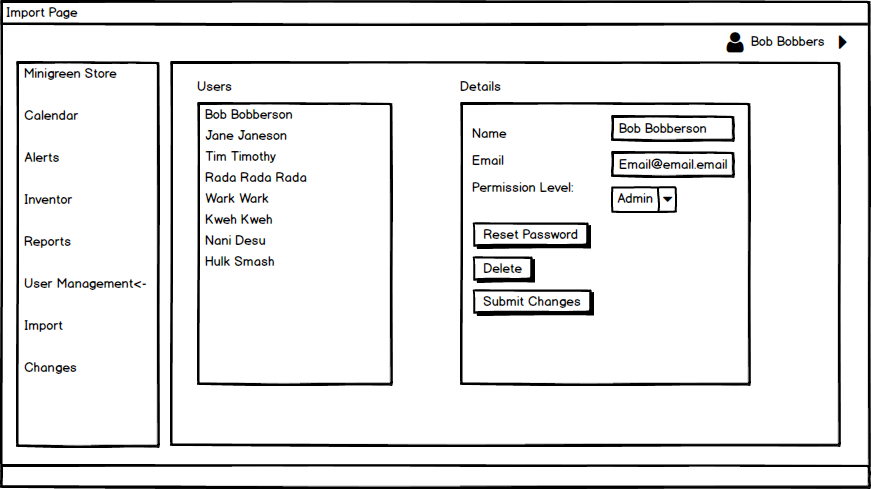 Import Page
Bob Bobbers
Minigreen Store
Calendar
Alerts
Inventor
Reports
User Management<-
Import
Changes
Users
Bob Bobberson
Jane Janeson
Tim Timothy
Rada Rada Rada
Wark Wark
Kweh Kweh
Nani Desu
Hulk Smash
Details
Name Bob Bobberson
Email Email@email.email
Permission Level: Admin
Reset Password
Delete
Submit Changes